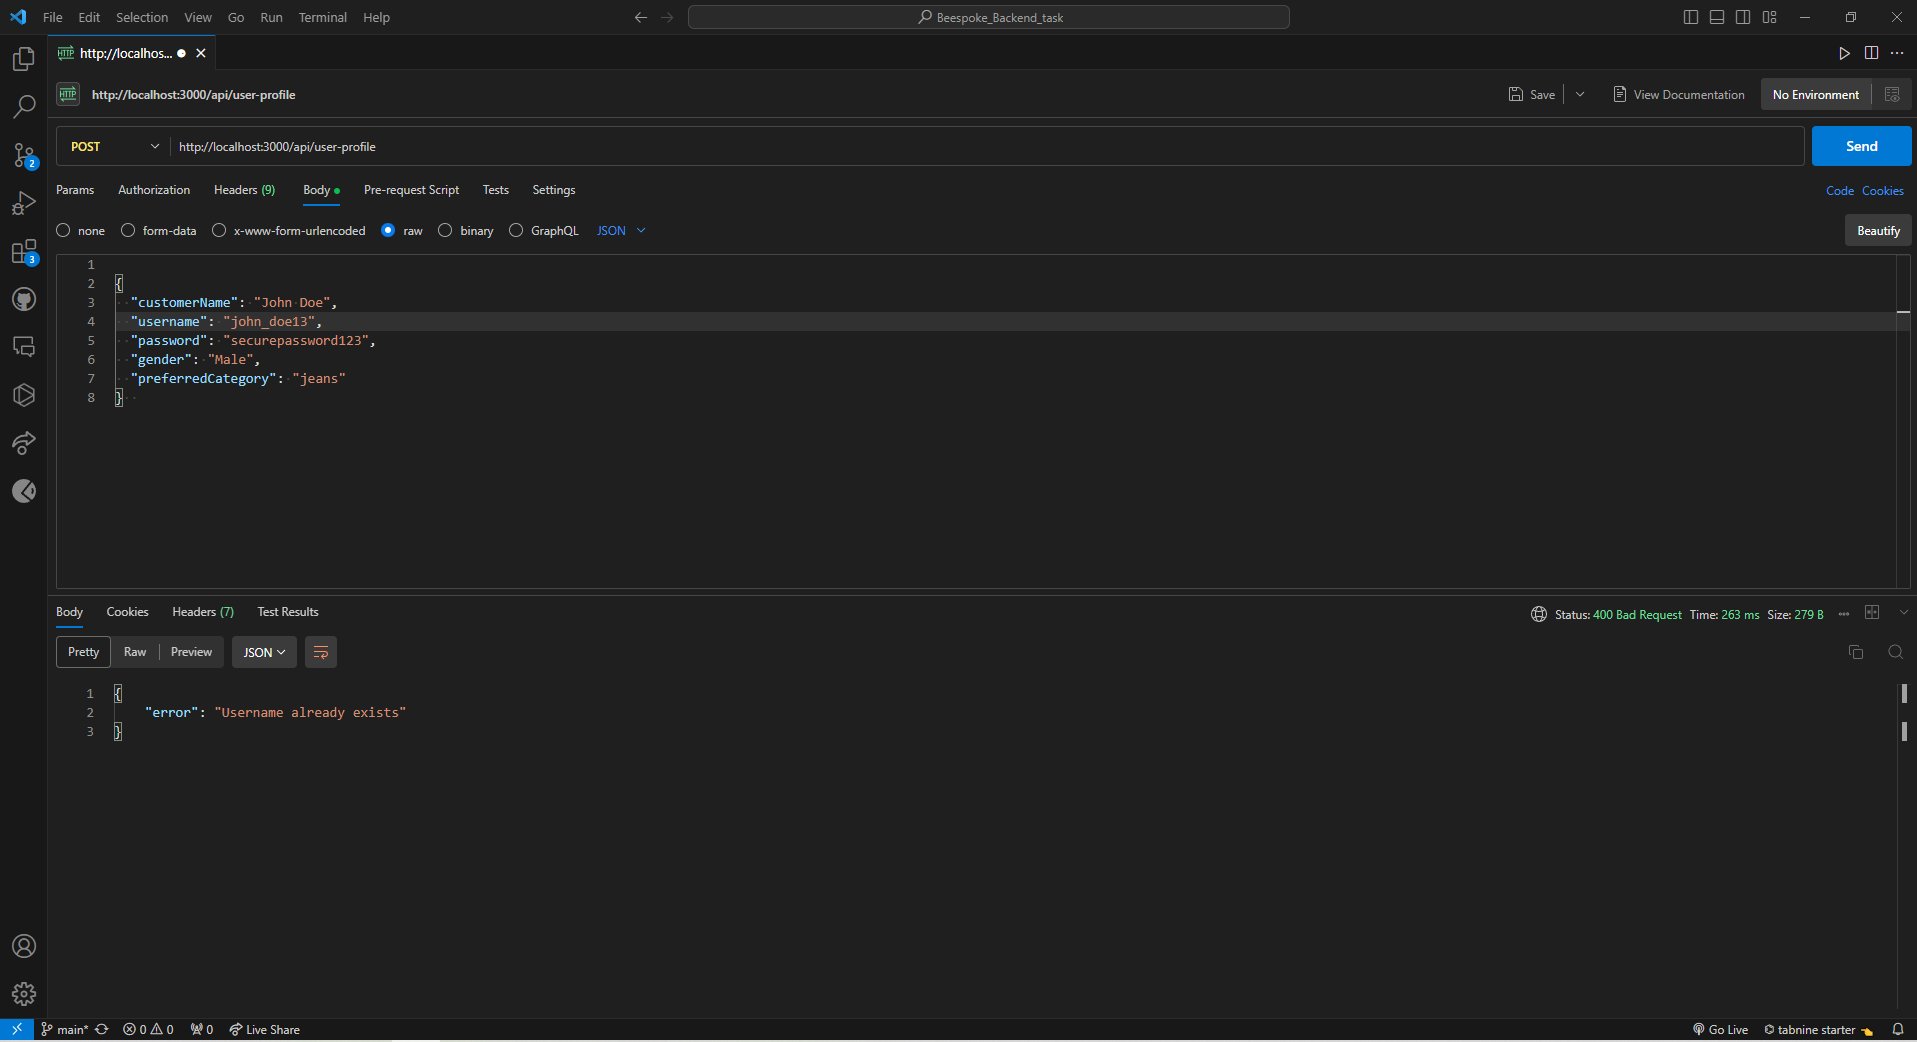 File Edit Selection View Go Run Terminal Help
Beespoke_Backend_task
HTTP http://localhos...
HTTP http://localhost:3000/api/user-profile
Save View Documentation No Environment
POST http://localhost:3000/api/user-profile Send
Params Authorization Headers (9) Body Pre-request Script Tests Settings Code Cookies
none form-data x-www-form-urlencoded raw binary GraphQL JSON Beautify
1
2 {
3 "customerName": "John Doe",
4 "username": "john_doe13",
5 "password": "securepassword123",
6 "gender": "Male",
7 "preferredCategory": "jeans"
8 }
2
3
Body Cookies Headers (7) Test Results Status: 400 Bad Request Time: 263 ms Size: 279 B
Pretty Raw Preview JSON
1 {
2 "error": "Username already exists"
3 }
main* 0 0 0 Live Share Go Live tabnine starter